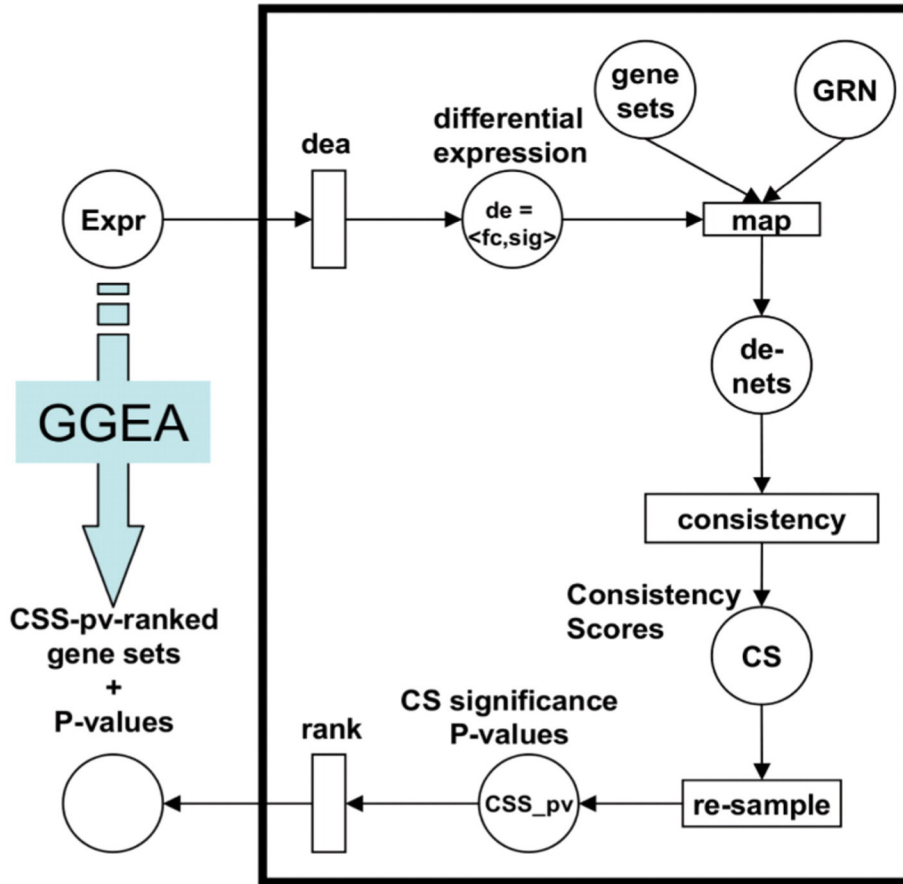 gene
sets
GRN
differential
expression
dea
Expr
de =
<fc,sig>
map
de-
nets
GGEA
consistency
Consistency
Scores
CS
CSS-pv-ranked
gene sets
+
P-values
CS significance
P-values
rank
CSS_pv
re-sample